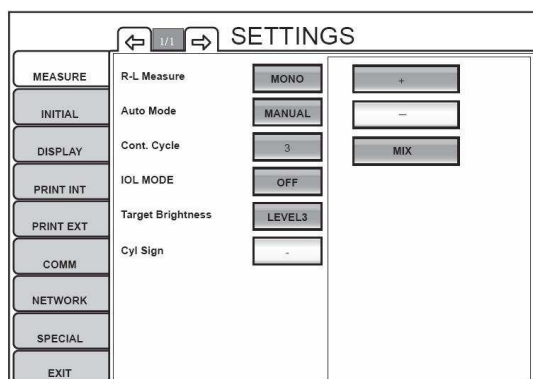 1/1
SETTINGS
MEASURE
INITIAL
DISPLAY
PRINT INT
PRINT EXT
COMM
NETWORK
SPECIAL
EXIT
R-L Measure MONO
Auto Mode MANUAL
Cont. Cycle 3
IOL MODE OFF
Target Brightness LEVEL3
Cyl Sign -
+
–
MIX